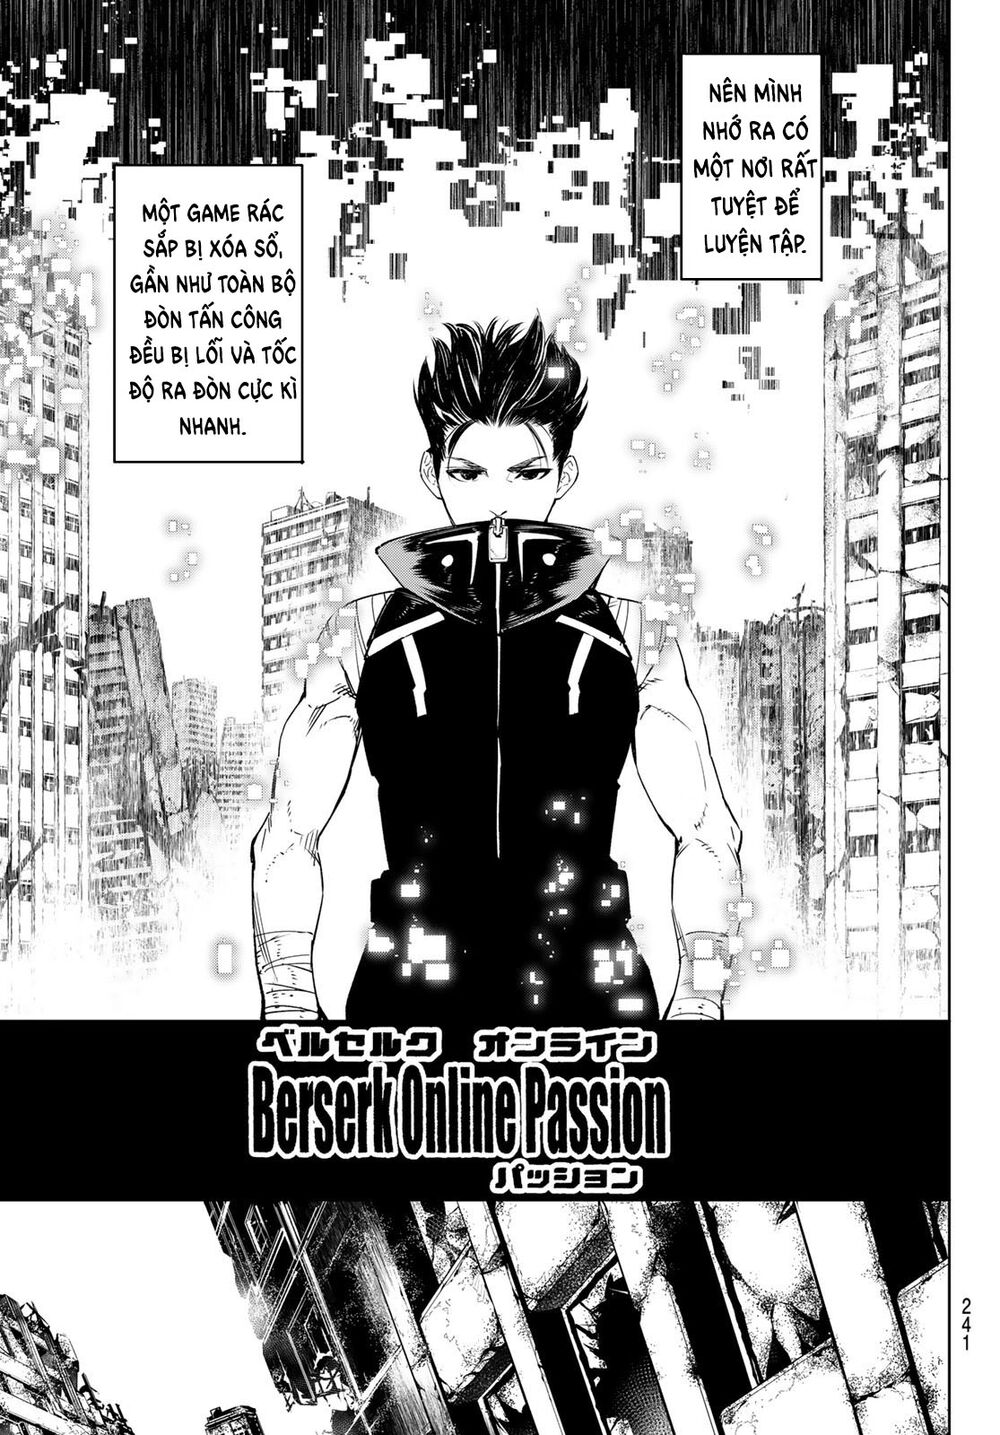 NÊN MÌNH
NHỚ RA CÓ
MỘT NƠI RẤT
TUYỆT ĐỂ
LUYỆN TẬP.
MỘT GAME RÁC
SẮP BỊ XÓA SỔ,
GẦN NHƯ TOÀN BỘ
ĐÒN TẤN CÔNG
ĐỀU BỊ LỖI VÀ TỐC
ĐỘ RA ĐÒN CỰC KÌ
NHANH.
ベルセルク オンライン
Berserk Online Passion
パッション
241